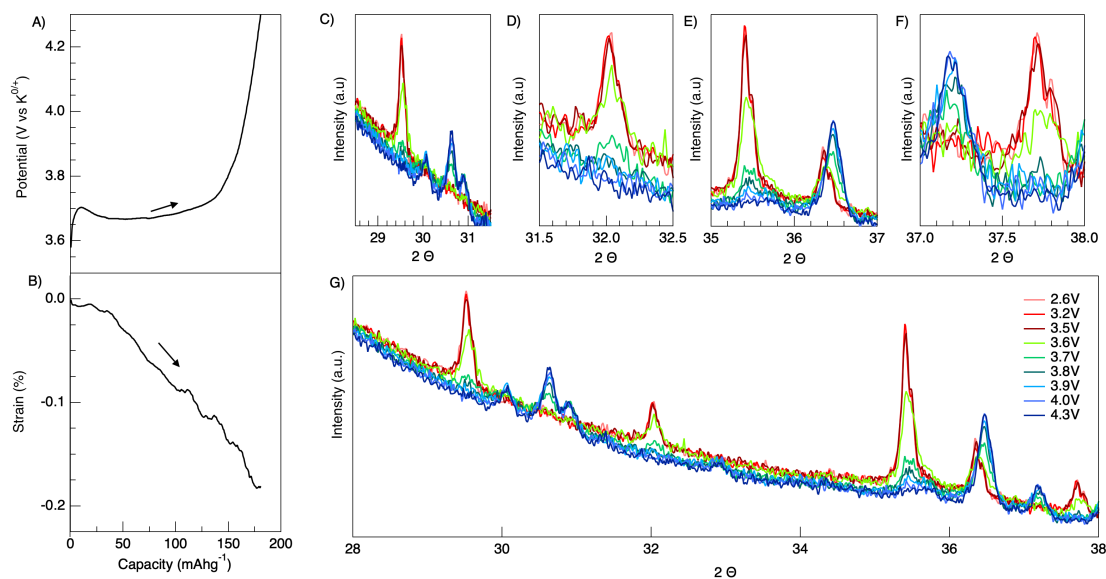 A)
4.2
4.0
3.8
3.6
Potential (V vs K0/+)
B)
0.0
-0.1
-0.2
Strain (%)
0
50
100
150
200
Capacity (mAhg-1)
C)
Intensity (a.u)
29
30
31
2 Θ
D)
Intensity (a.u)
31.5
32.0
32.5
2 Θ
E)
Intensity (a.u)
35
36
37
2 Θ
F)
Intensity (a.u)
37.0
37.5
38.0
2 Θ
G)
Intensity (a.u.)
2.6V
3.2V
3.5V
3.6V
3.7V
3.8V
3.9V
4.0V
4.3V
28
30
32
34
36
38
2 Θ